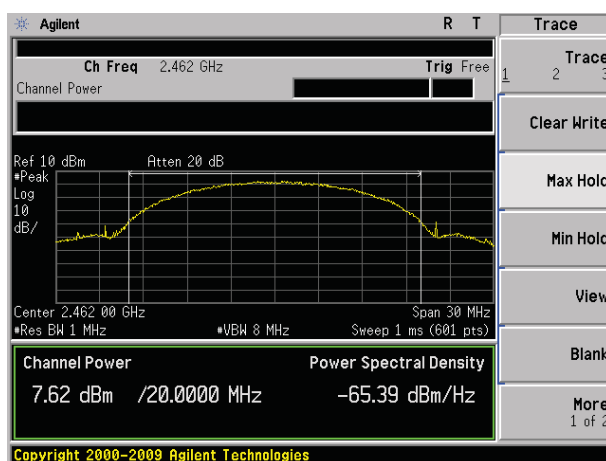 Agilent R T Trace
Ch Freq 2.462 GHz Trig Free
Channel Power
Trace
1 2 3
Clear Write
Max Hold
Min Hold
View
Blank
More
1 of 2
Ref 10 dBm Atten 20 dB
#Peak
Log
10
dB/
Center 2.462 00 GHz Span 30 MHz
#Res BW 1 MHz #VBW 8 MHz Sweep 1 ms (601 pts)
Channel Power Power Spectral Density
7.62 dBm /20.0000 MHz -65.39 dBm/Hz
Copyright 2000-2009 Agilent Technologies